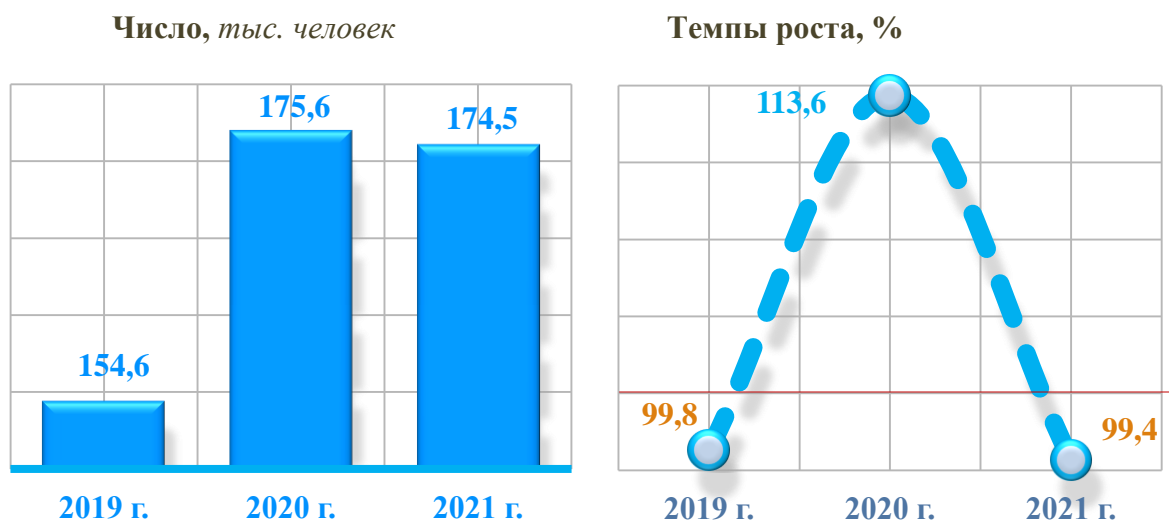 Число, тыс. человек
175,6
174,5
154,6
2019 г.
2020 г.
2021 г.
Темпы роста, %
113,6
99,8
99,4
2019 г.
2020 г.
2021 г.